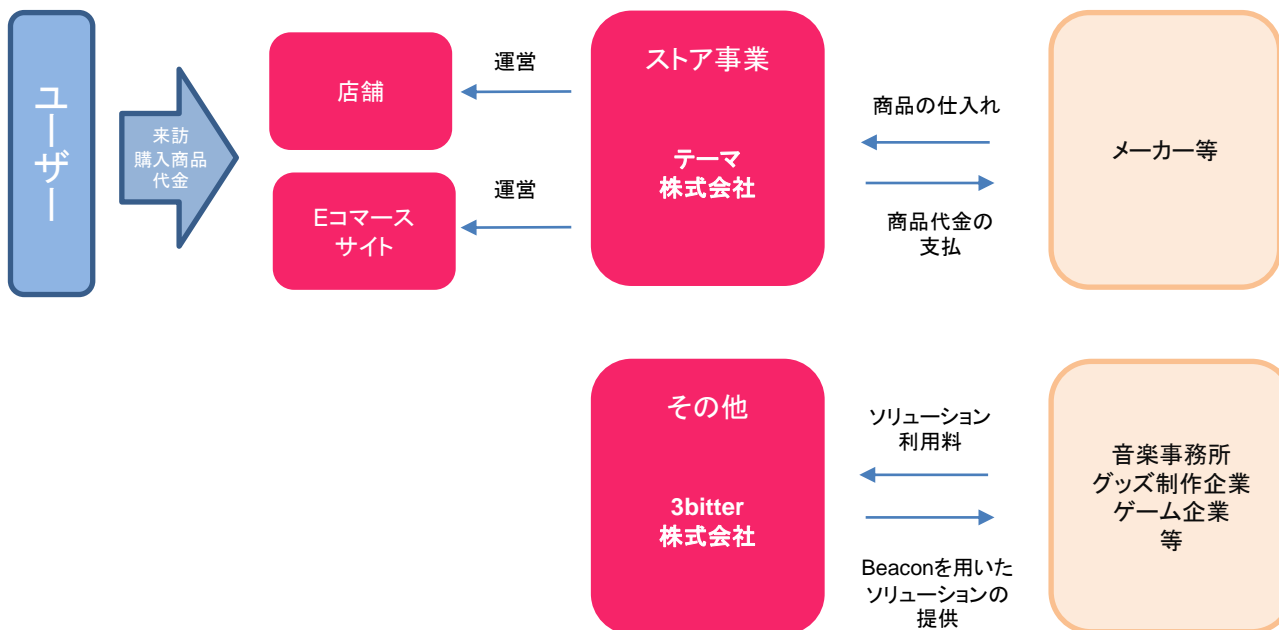 ユーザー
来訪
購入商品
代金
店舗
Eコマース
サイト
運営
運営
ストア事業
テーマ
株式会社
商品の仕入れ
商品代金の
支払
メーカー等
その他
3bitter
株式会社
ソリューション
利用料
Beaconを用いた
ソリューションの
提供
音楽事務所
グッズ制作企業
ゲーム企業
等